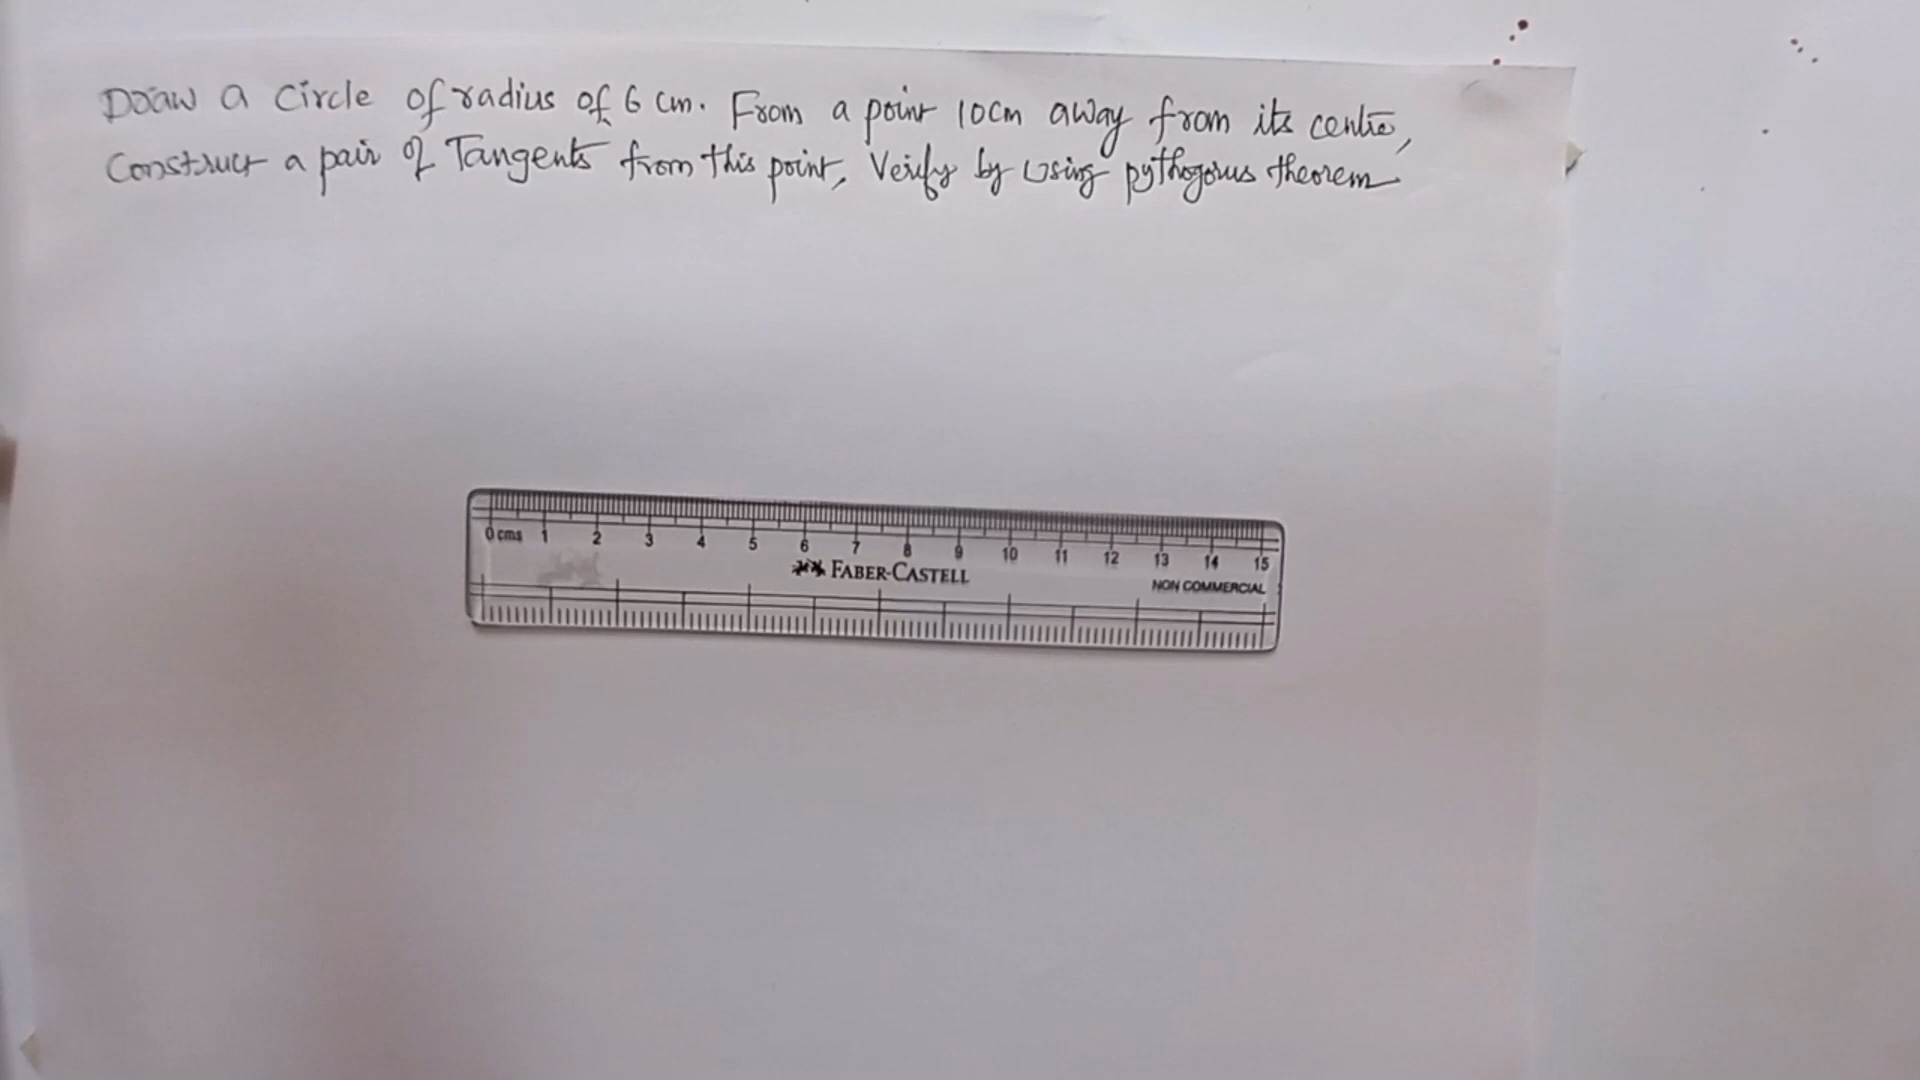 Draw a Circle of radius of 6 cm. From a point 10cm away from its centre,
Construct a pair of Tangents from this point, Verify by Using pythogorus theorem
0 cms 1 2 3 4 5 6 7 8 9 10 11 12 13 14 15
FABER-CASTELL
NON COMMERCIAL